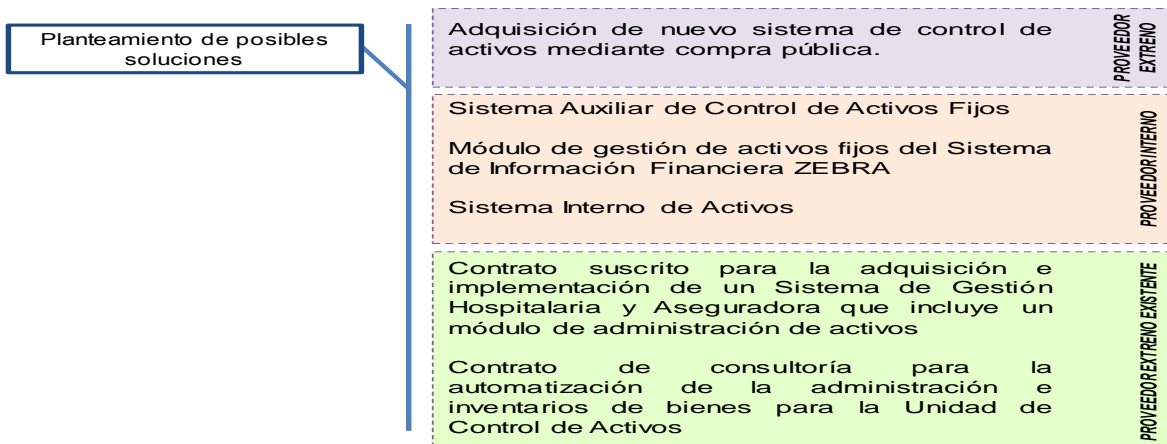 Planteamiento de posibles
soluciones
Adquisición de nuevo sistema de control de
activos mediante compra pública.
PROVEEDOR
EXTRENO
Sistema Auxiliar de Control de Activos Fijos
Módulo de gestión de activos fijos del Sistema
de Información Financiera ZEBRA
Sistema Interno de Activos
PROVEEDOR INTERNO
Contrato suscrito para la adquisición e
implementación de un Sistema de Gestión
Hospitalaria y Aseguradora que incluye un
módulo de administración de activos
Contrato de consultoría para la
automatización de la administración e
inventarios de bienes para la Unidad de
Control de Activos
PROVEEDOR EXTRENO EXISTENTE